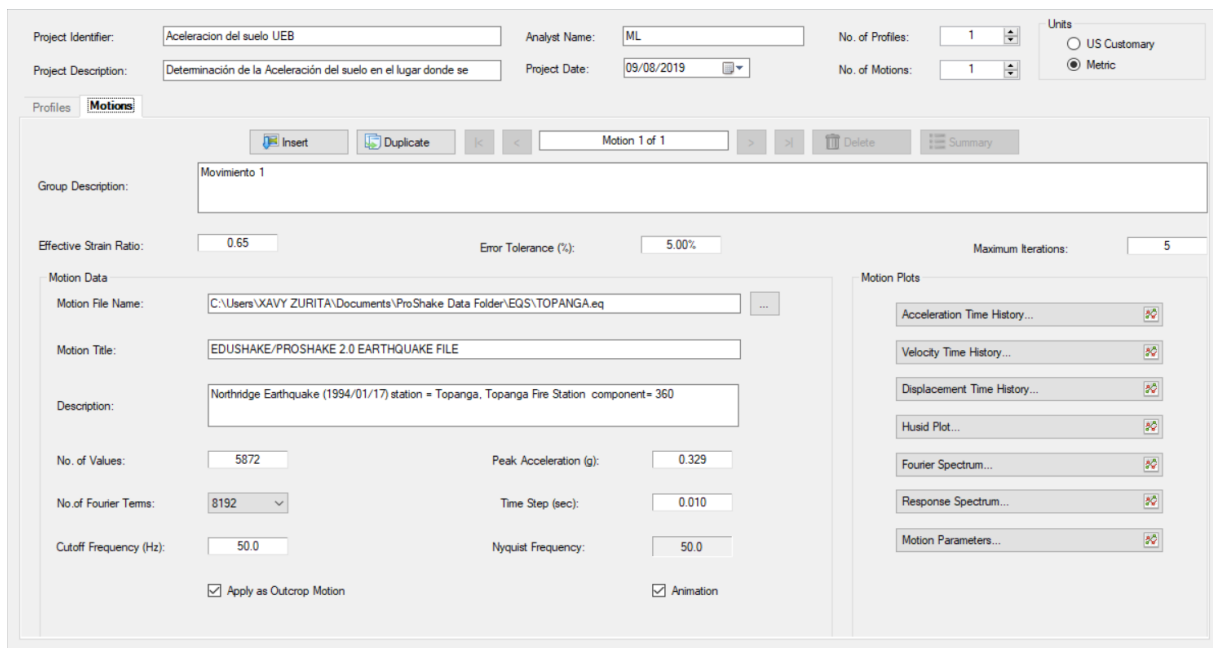 Project Identifier: Aceleracion del suelo UEB Analyst Name: ML No. of Profiles: 1 Units
US Customary
Project Description: Determinación de la Aceleración del suelo en el lugar donde se Project Date: 09/08/2019 No. of Motions: 1 Metric
Profiles Motions
Insert Duplicate |< < Motion 1 of 1 > >| Delete Summary
Group Description: Movimiento 1
Effective Strain Ratio: 0.65 Error Tolerance (%): 5.00% Maximum Iterations: 5
Motion Data Motion Plots
Motion File Name: C:\Users\XAVY ZURITA\Documents\ProShake Data Folder\EQS\TOPANGA.eq ... Acceleration Time History...
Motion Title: EDUSHAKE/PROSHAKE 2.0 EARTHQUAKE FILE Velocity Time History...
Description: Northridge Earthquake (1994/01/17) station = Topanga, Topanga Fire Station component= 360 Displacement Time History...
Husid Plot...
No. of Values: 5872 Peak Acceleration (g): 0.329 Fourier Spectrum...
No.of Fourier Terms: 8192 Time Step (sec): 0.010 Response Spectrum...
Cutoff Frequency (Hz): 50.0 Nyquist Frequency: 50.0 Motion Parameters...
Apply as Outcrop Motion Animation